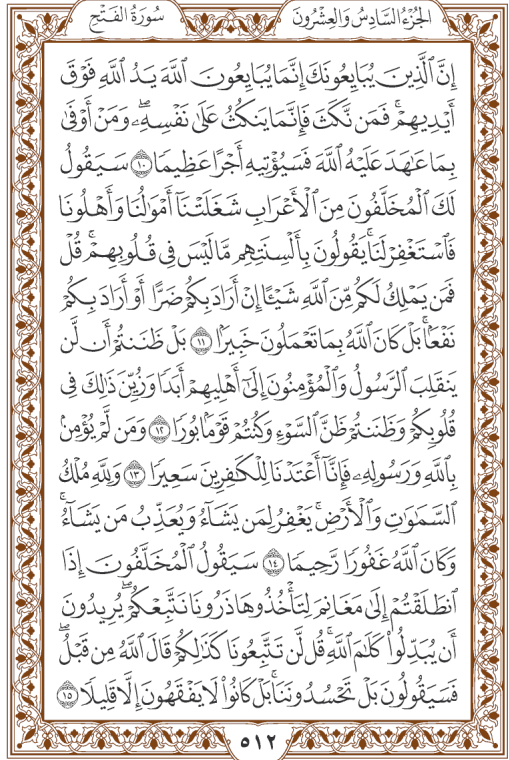 الجُزْءُ السَّادِسُ وَالعِشْرُونَ
سُورَةُ الفَتْحِ
إِنَّ ٱلَّذِينَ يُبَايِعُونَكَ إِنَّمَا يُبَايِعُونَ ٱللَّهَ يَدُ ٱللَّهِ فَوْقَ
أَيْدِيهِمْۚ فَمَن نَّكَثَ فَإِنَّمَا يَنكُثُ عَلَىٰ نَفْسِهِۦۖ وَمَنْ أَوْفَىٰ
بِمَا عَٰهَدَ عَلَيْهُ ٱللَّهَ فَسَيُؤْتِيهِ أَجْرًا عَظِيمًا ١٠ سَيَقُولُ
لَكَ ٱلْمُخَلَّفُونَ مِنَ ٱلْأَعْرَابِ شَغَلَتْنَآ أَمْوَٰلُنَا وَأَهْلُونَا
فَٱسْتَغْفِرْ لَنَاۚ يَقُولُونَ بِأَلْسِنَتِهِم مَّا لَيْسَ فِى قُلُوبِهِمْۚ قُلْ
فَمَن يَمْلِكُ لَكُم مِّنَ ٱللَّهِ شَيْـًٔا إِنْ أَرَادَ بِكُمْ ضَرًّا أَوْ أَرَادَ بِكُمْ
نَفْعًۢاۚ بَلْ كَانَ ٱللَّهُ بِمَا تَعْمَلُونَ خَبِيرًۢا ١١ بَلْ ظَنَنتُمْ أَن لَّن
يَنقَلِبَ ٱلرَّسُولُ وَٱلْمُؤْمِنُونَ إِلَىٰٓ أَهْلِيهِمْ أَبَدًا وَزُيِّنَ ذَٰلِكَ فِى
قُلُوبِكُمْ وَظَنَنتُمْ ظَنَّ ٱلسَّوْءِ وَكُنتُمْ قَوْمًۢا بُورًا ١٢ وَمَن لَّمْ يُؤْمِنۢ
بِٱللَّهِ وَرَسُولِهِۦ فَإِنَّآ أَعْتَدْنَا لِلْكَٰفِرِينَ سَعِيرًا ١٣ وَلِلَّهِ مُلْكُ
ٱلسَّمَٰوَٰتِ وَٱلْأَرْضِۚ يَغْفِرُ لِمَن يَشَآءُ وَيُعَذِّبُ مَن يَشَآءُۚ
وَكَانَ ٱللَّهُ غَفُورًا رَّحِيمًا ١٤ سَيَقُولُ ٱلْمُخَلَّفُونَ إِذَا
ٱنطَلَقْتُمْ إِلَىٰ مَغَانِمَ لِتَأْخُذُوهَا ذَرُونَا نَتَّبِعْكُمْۖ يُرِيدُونَ
أَن يُبَدِّلُوا۟ كَلَٰمَ ٱللَّهِۚ قُل لَّن تَتَّبِعُونَا كَذَٰلِكُمْ قَالَ ٱللَّهُ مِن قَبْلُۖ
فَسَيَقُولُونَ بَلْ تَحْسُدُونَنَاۚ بَلْ كَانُوا۟ لَا يَفْقَهُونَ إِلَّا قَلِيلًا ١٥
٥١٢